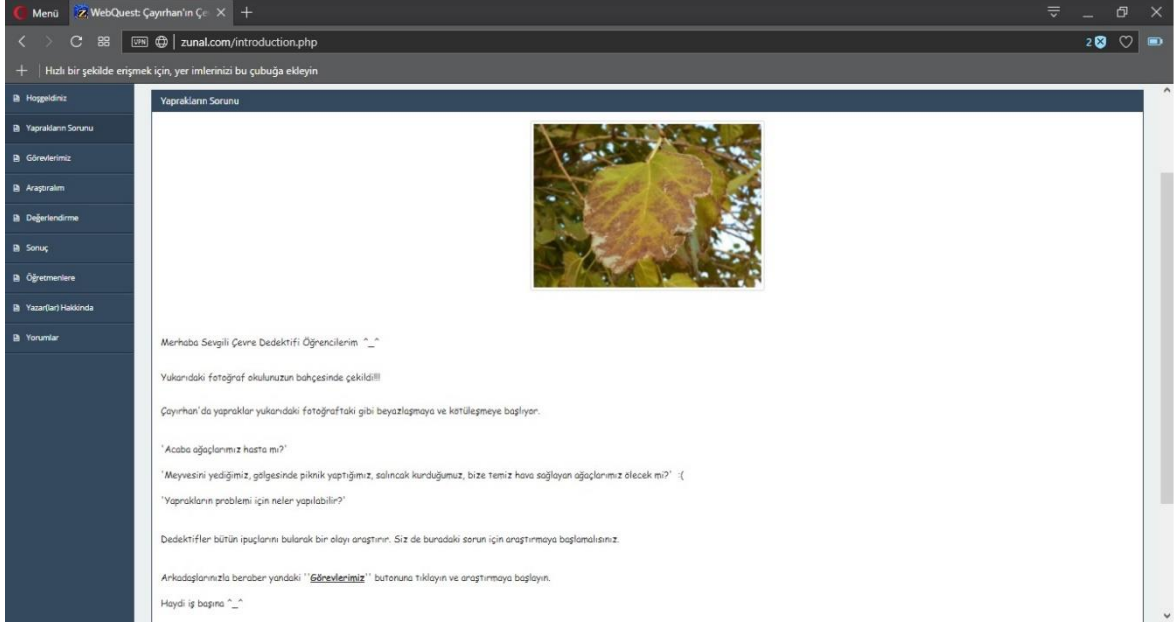 Menü
WebQuest: Çayırhan'ın Çe
VPN
zunal.com/introduction.php
2
Hızlı bir şekilde erişmek için, yer imlerinizi bu çubuğa ekleyin
Hoşgeldiniz
Yaprakların Sorunu
Görevlerimiz
Araştıralım
Değerlendirme
Sonuç
Öğretmenlere
Yazar(lar) Hakkında
Yorumlar
Yaprakların Sorunu
Merhaba Sevgili Çevre Dedektifi Öğrencilerim ^_^
Yukarıdaki fotoğraf okulunuzun bahçesinde çekildi!!!
Çayırhan'da yapraklar yukarıdaki fotoğraftaki gibi beyazlaşmaya ve kötüleşmeye başlıyor.
`Acaba ağaçlarımız hasta mı?`
`Meyvesini yediğimiz, gölgesinde piknik yaptığımız, salıncak kurduğumuz, bize temiz hava sağlayan ağaçlarımız ölecek mi?` :(
`Yaprakların problemi için neler yapılabilir?`
Dedektifler bütün ipuçlarını bularak bir olayı araştırır. Siz de buradaki sorun için araştırmaya başlamalısınız.
Arkadaşlarınızla beraber yandaki ``Görevlerimiz`` butonuna tıklayın ve araştırmaya başlayın.
Haydi iş başına ^_^